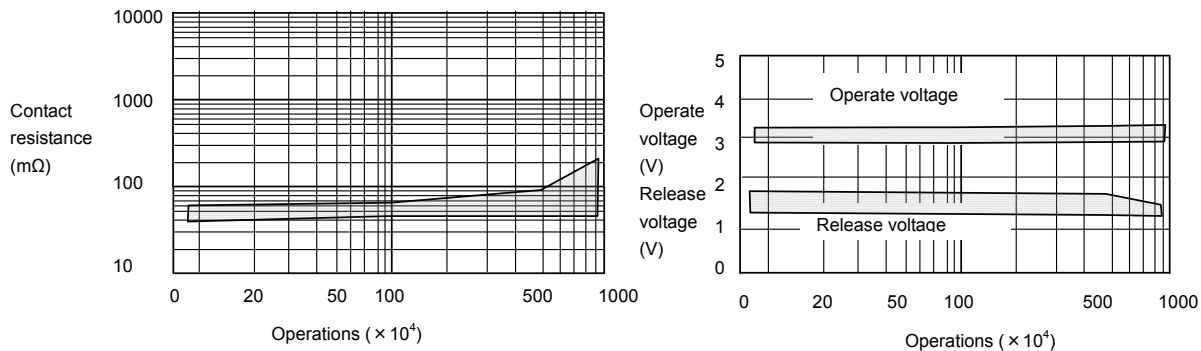 10000
1000
100
10
Contact
resistance
(mΩ)
0 20 50 100 500 1000
Operations (×10⁴)
5
4
3
2
1
0
Operate
voltage
(V)
Release
voltage
(V)
Operate voltage
Release voltage
0 20 50 100 500 1000
Operations (×10⁴)